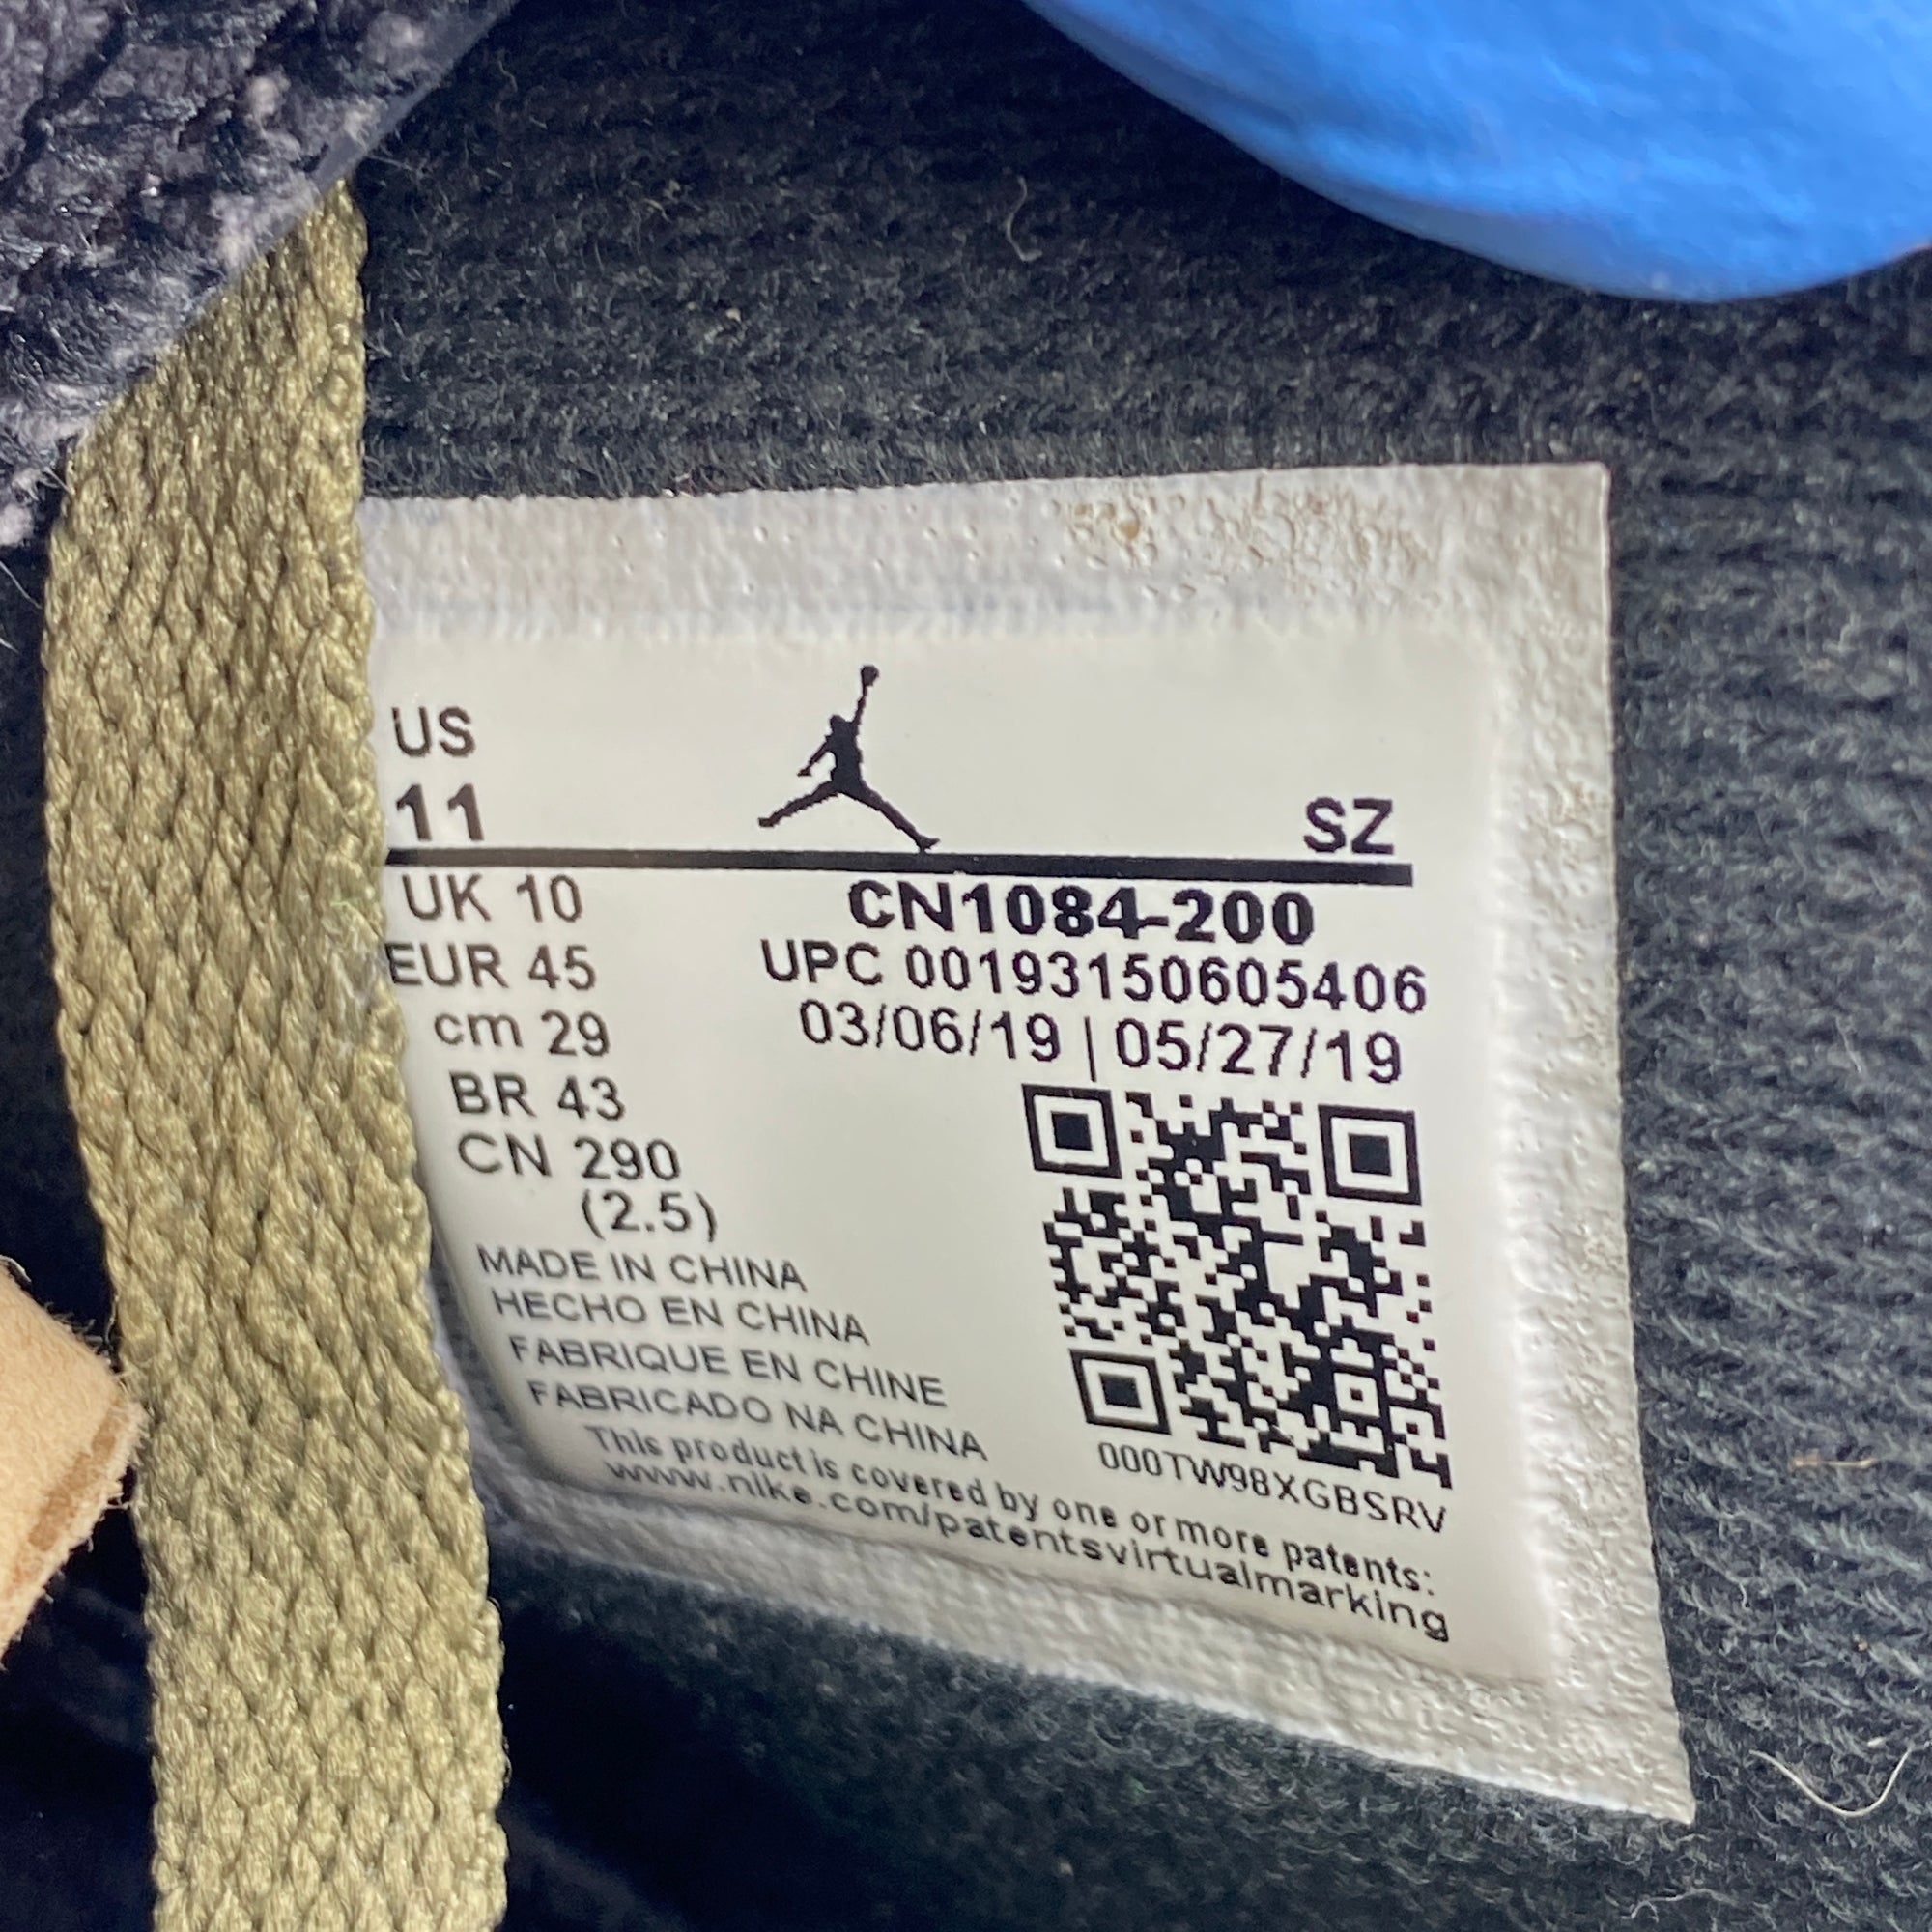 US
11
SZ
UK 10
EUR 45
cm 29
BR 43
CN 290
(2.5)
CN1084-200
UPC 00193150605406
03/06/19 | 05/27/19
MADE IN CHINA
HECHO EN CHINA
FABRIQUE EN CHINE
FABRICADO NA CHINA
000TW98XGBSRV
This product is covered by one or more patents:
www.nike.com/patentsvirtualmarking